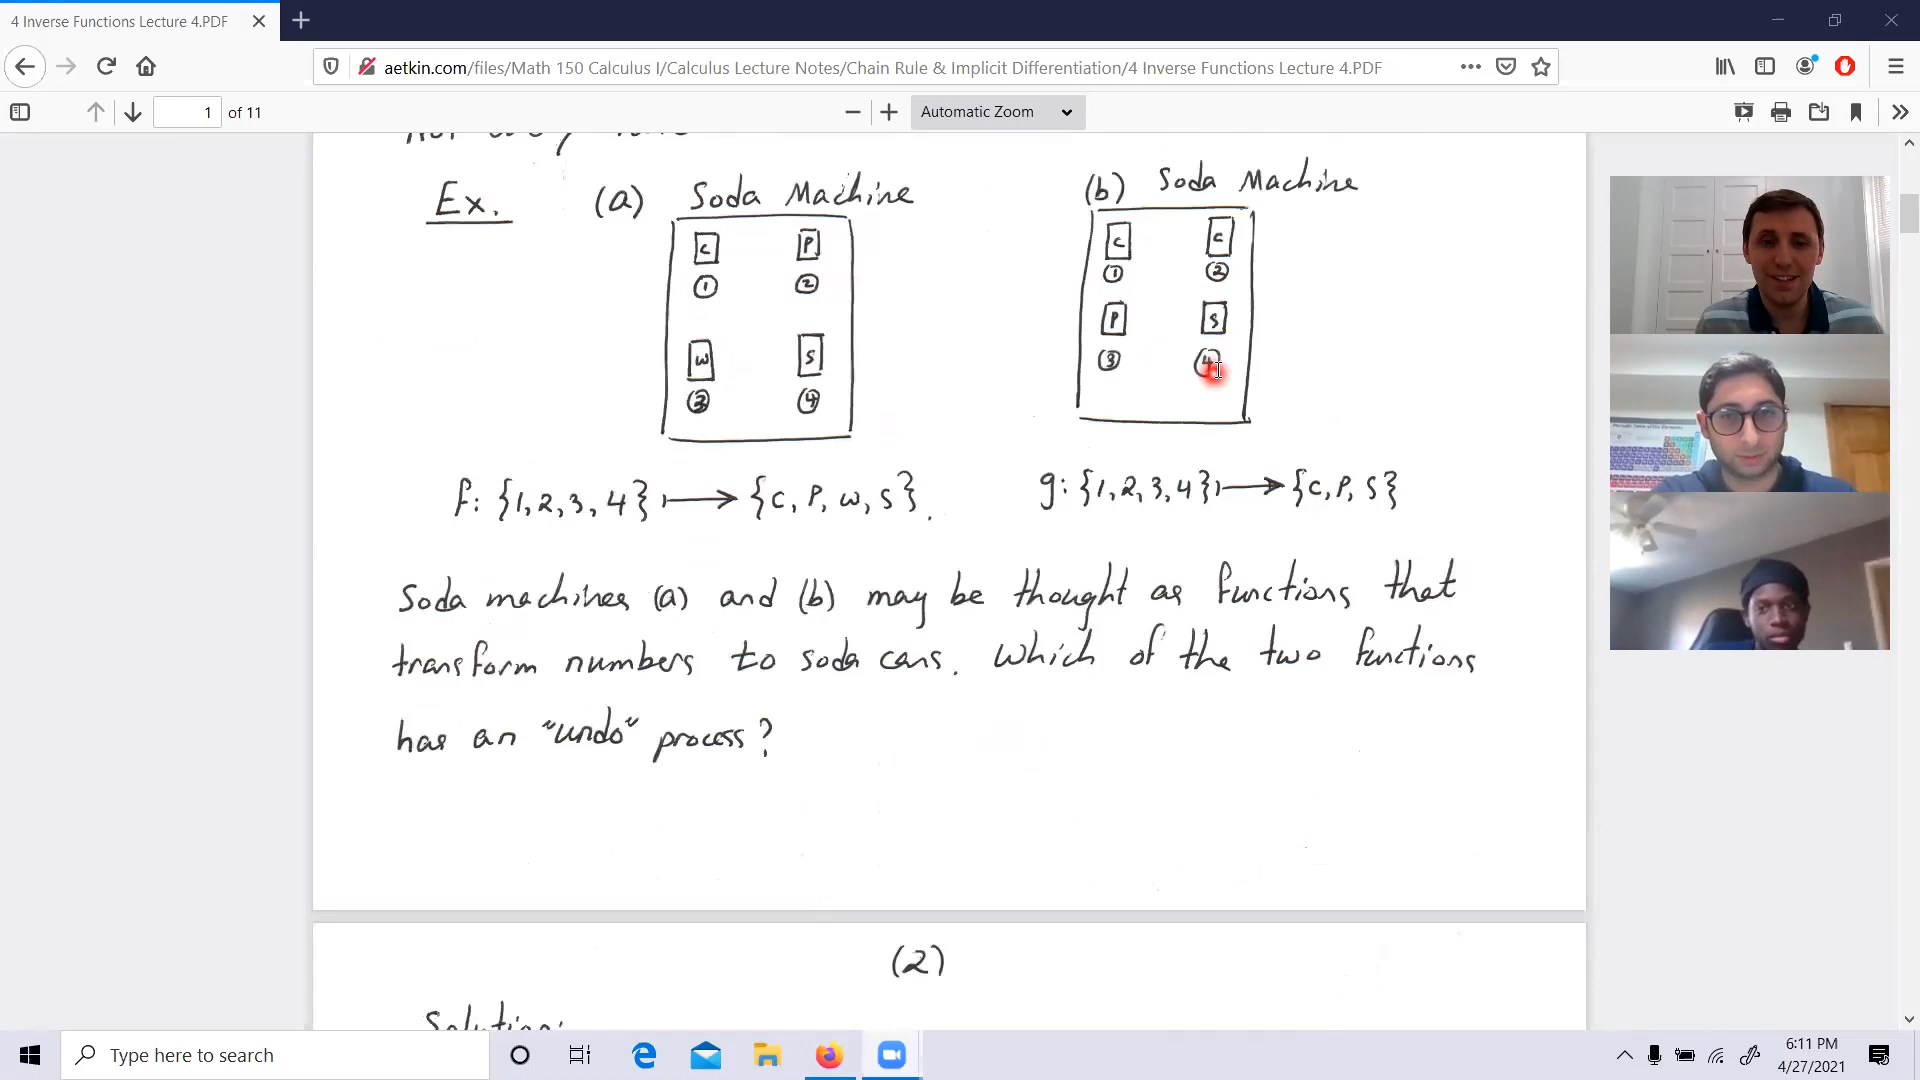 4 Inverse Functions Lecture 4.PDF
aetkin.com/files/Math 150 Calculus I/Calculus Lecture Notes/Chain Rule & Implicit Differentiation/4 Inverse Functions Lecture 4.PDF
1 of 11
Automatic Zoom
Ex. (a) Soda Machine (b) Soda Machine
C P C C
1 2 1 2
P S
W S 3 4
3 4
f: {1, 2, 3, 4} ↦ {C, P, W, S}. g: {1, 2, 3, 4} ↦ {C, P, S}
Soda machines (a) and (b) may be thought as functions that
transform numbers to soda cans. Which of the two functions
has an "undo" process?
(2)
Solution:
Type here to search
6:11 PM
4/27/2021